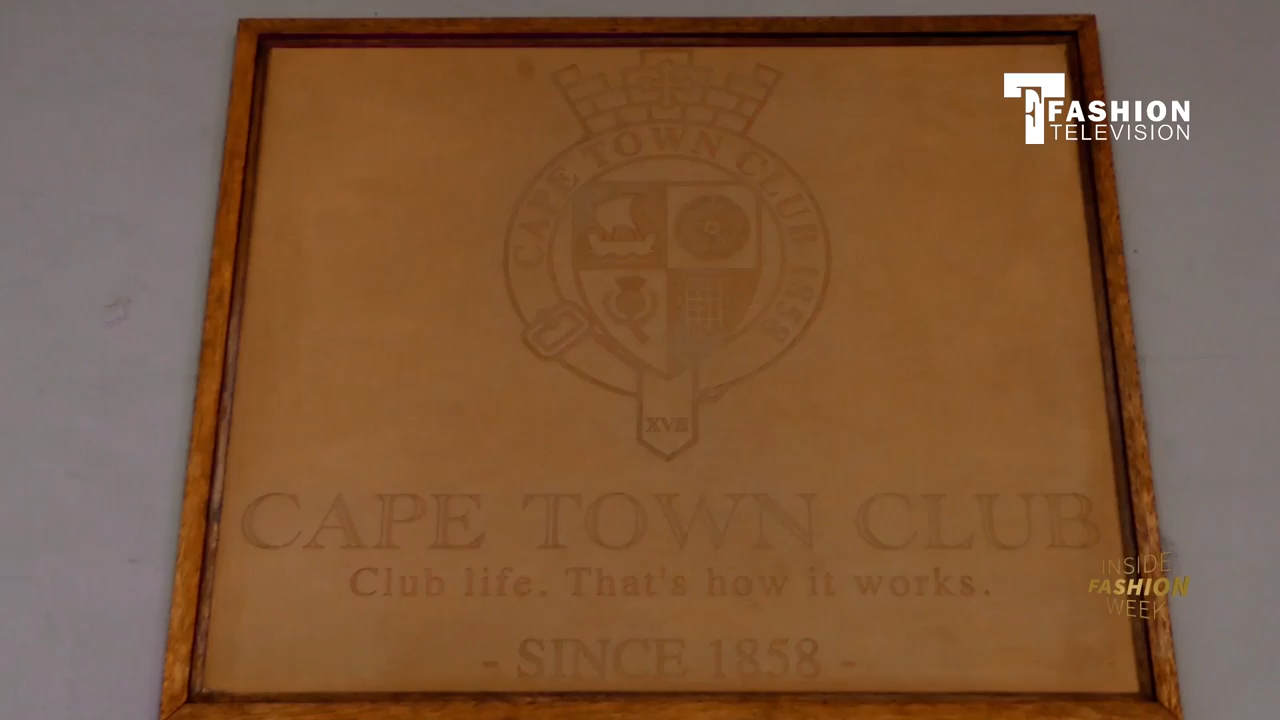 FASHION
TELEVISION
CAPE TOWN CLUB 1858
XVII
CAPE TOWN CLUB
Club life. That's how it works.
- SINCE 1858 -
INSIDE
FASHION
WEEK